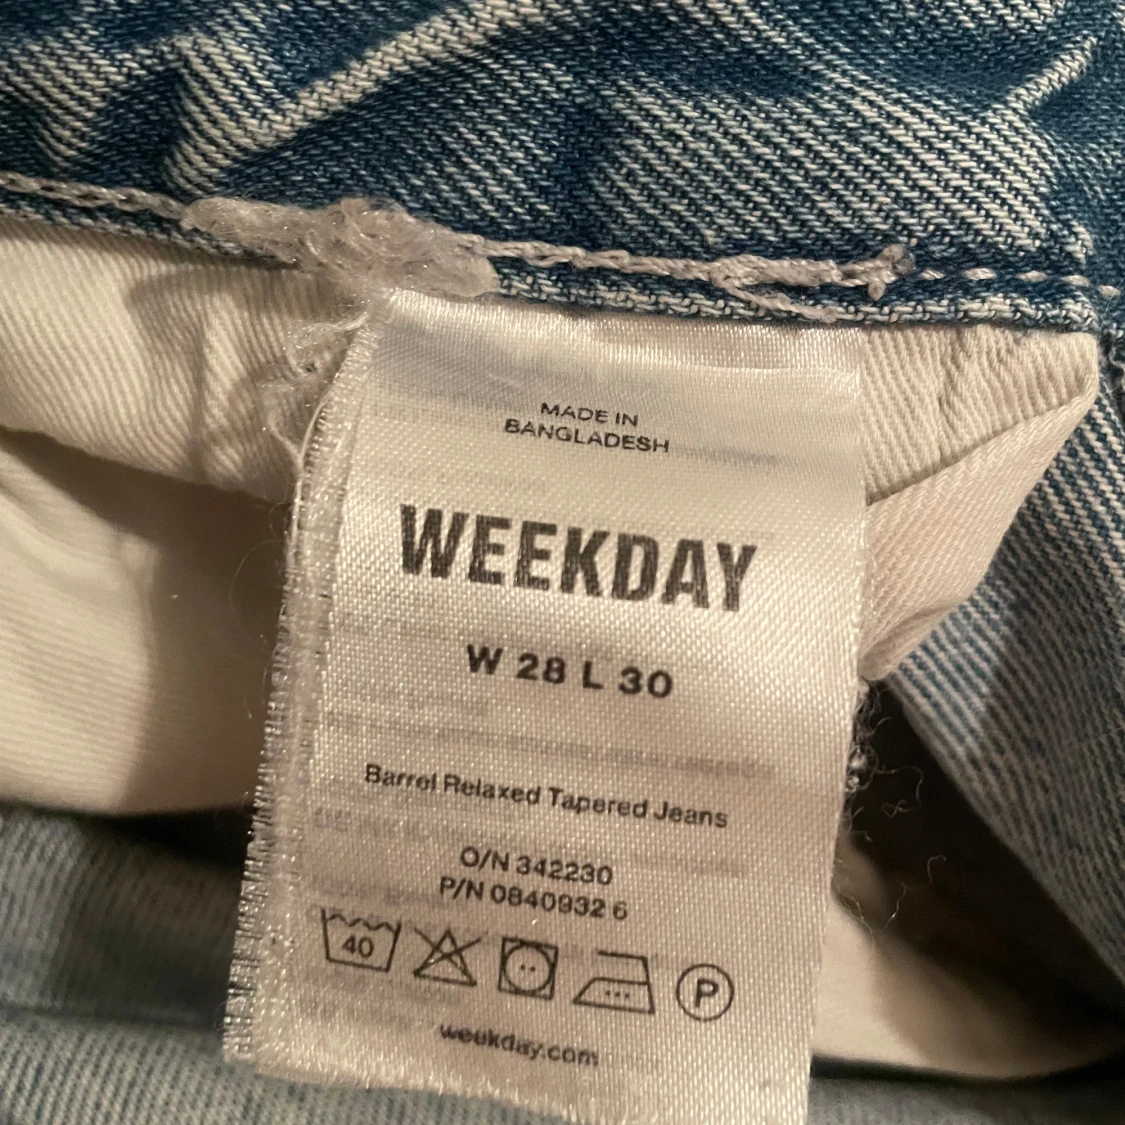 MADE IN
BANGLADESH
WEEKDAY
W 28 L 30
Barrel Relaxed Tapered Jeans
O/N 342230
P/N 0840932 6
40
P
weekday.com